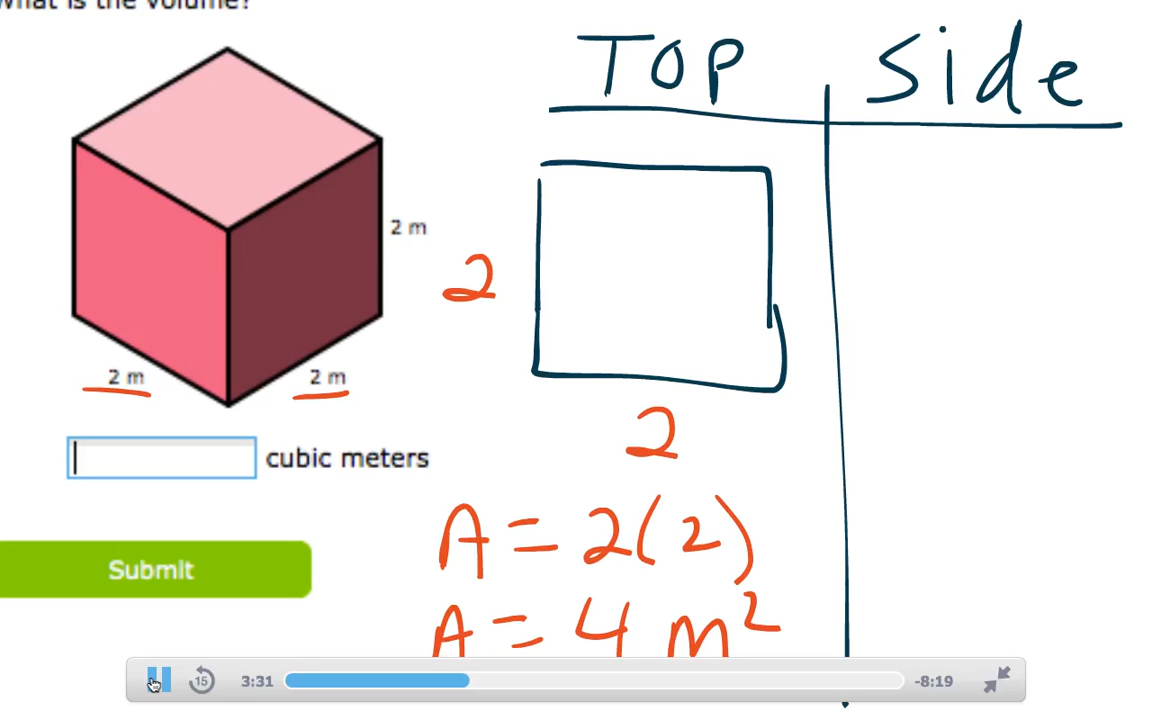 What is the volume?
TOP
Side
2 m
2
2 m
2 m
2
cubic meters
A = 2(2)
Submit
A = 4 m²
15
3:31
-8:19